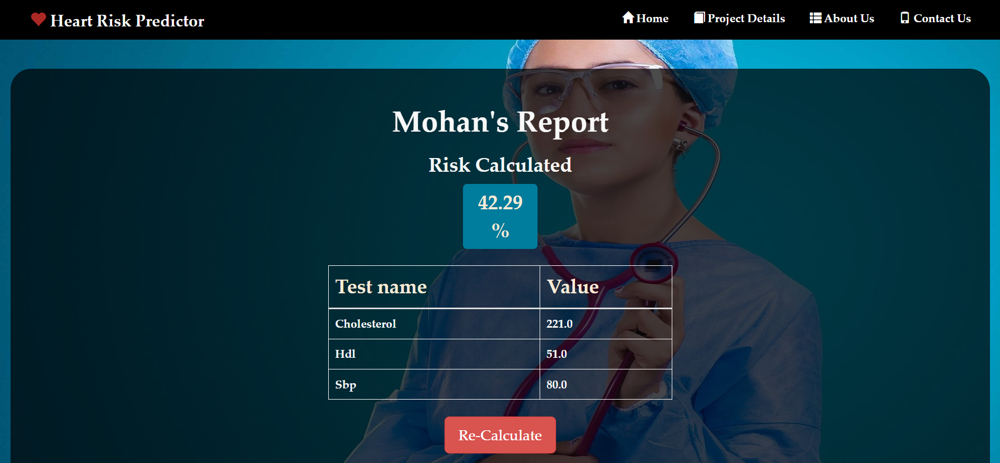 Heart Risk Predictor
Home
Project Details
About Us
Contact Us
Mohan's Report
Risk Calculated
42.29
%
Test name Value
Cholesterol 221.0
Hdl 51.0
Sbp 80.0
Re-Calculate